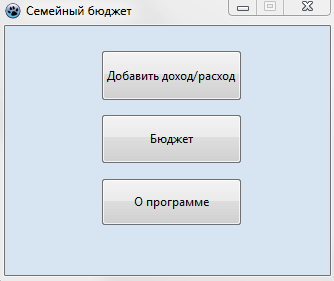 Семейный бюджет
Добавить доход/расход
Бюджет
О программе